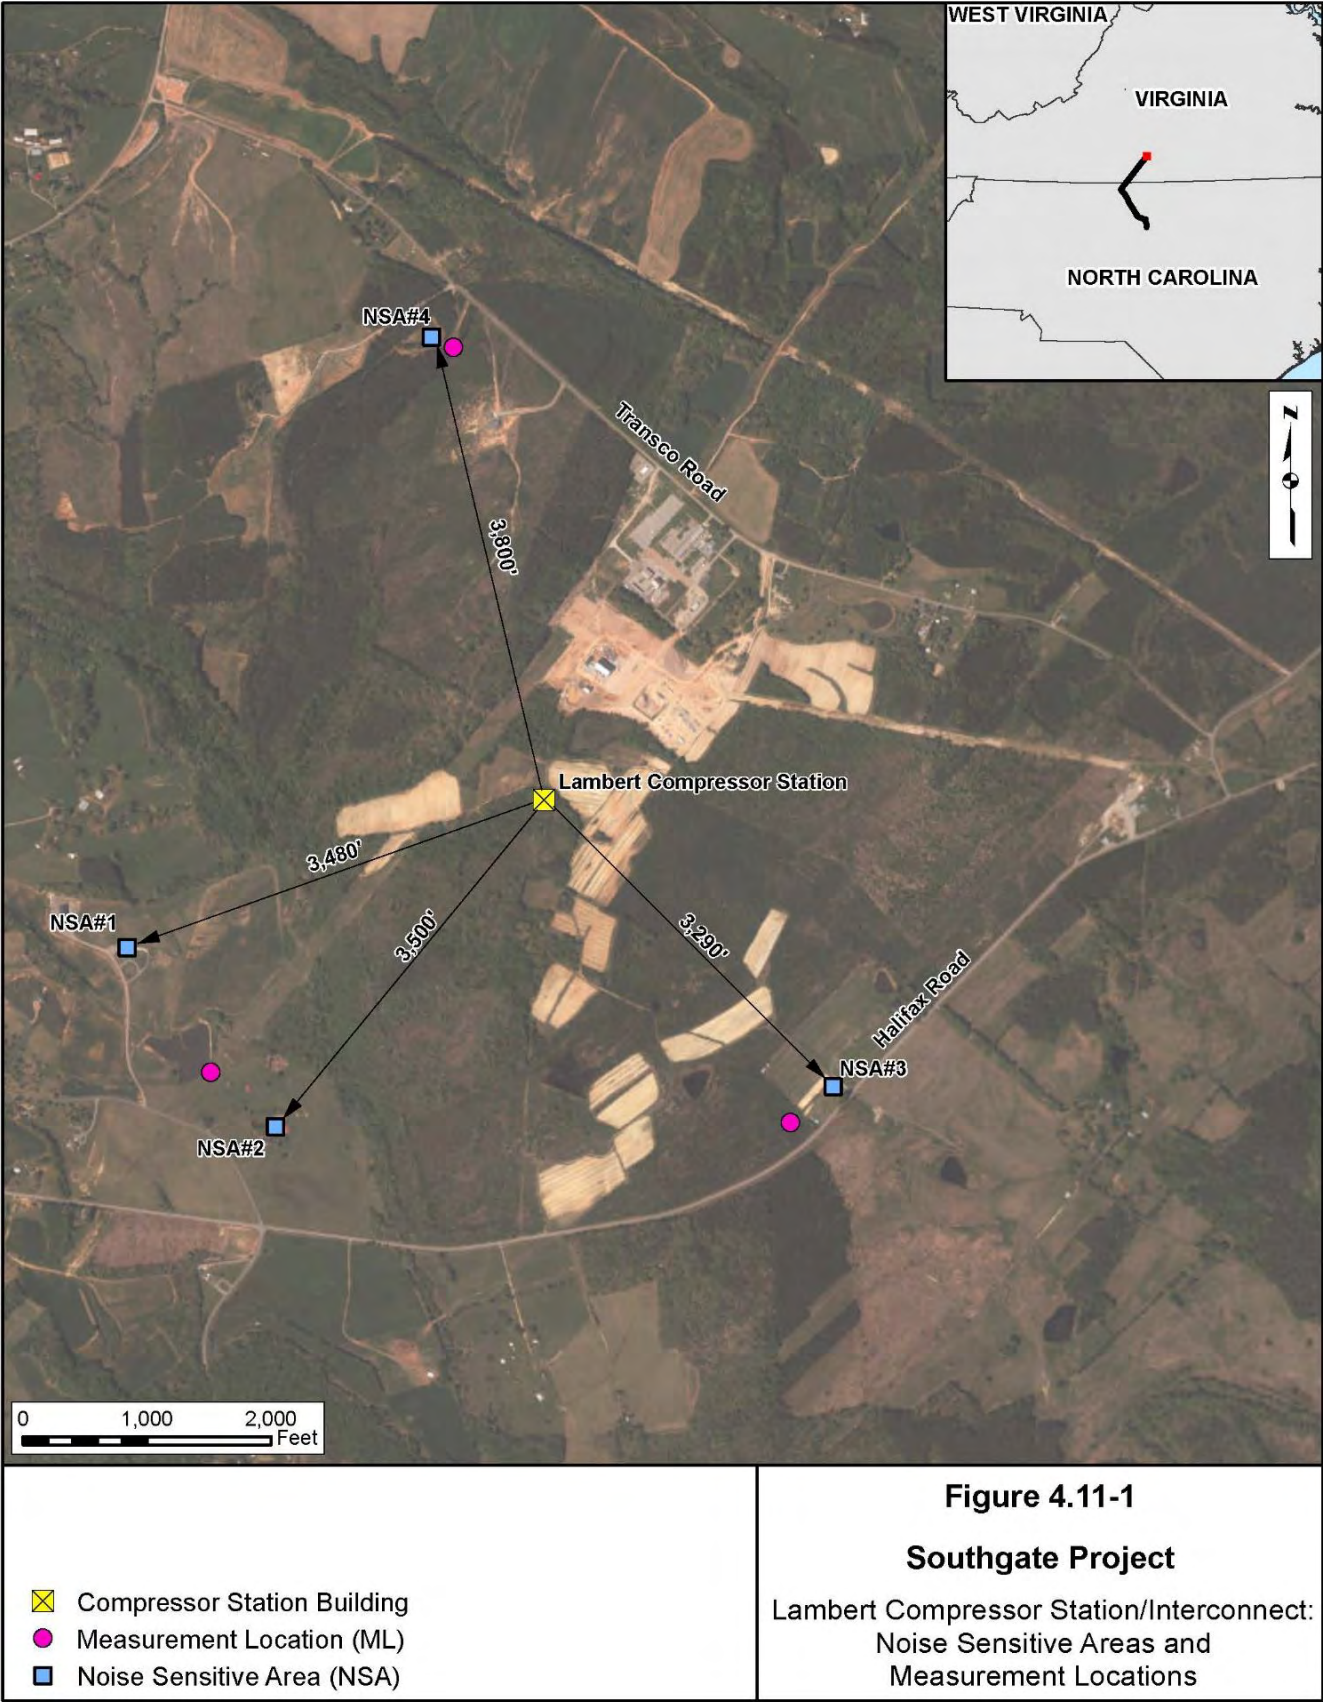 WEST VIRGINIA
VIRGINIA
NORTH CAROLINA
N
NSA#4
Transco Road
3,800'
Lambert Compressor Station
3,480'
NSA#1
3,500'
3,290'
Halifax Road
NSA#3
NSA#2
0 1,000 2,000
Feet
Compressor Station Building
Measurement Location (ML)
Noise Sensitive Area (NSA)
Figure 4.11-1
Southgate Project
Lambert Compressor Station/Interconnect:
Noise Sensitive Areas and
Measurement Locations